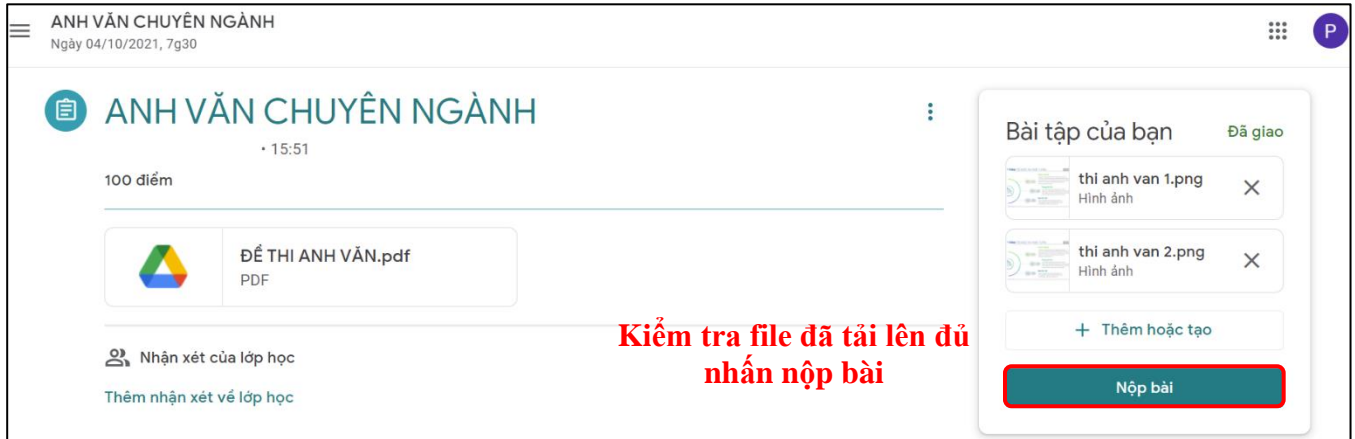 ANH VĂN CHUYÊN NGÀNH
Ngày 04/10/2021, 7g30
P
ANH VĂN CHUYÊN NGÀNH
• 15:51
100 điểm
ĐỀ THI ANH VĂN.pdf
PDF
Nhận xét của lớp học
Thêm nhận xét về lớp học
Kiểm tra file đã tải lên đủ
nhấn nộp bài
Bài tập của bạn Đã giao
thi anh van 1.png
Hình ảnh
thi anh van 2.png
Hình ảnh
+ Thêm hoặc tạo
Nộp bài